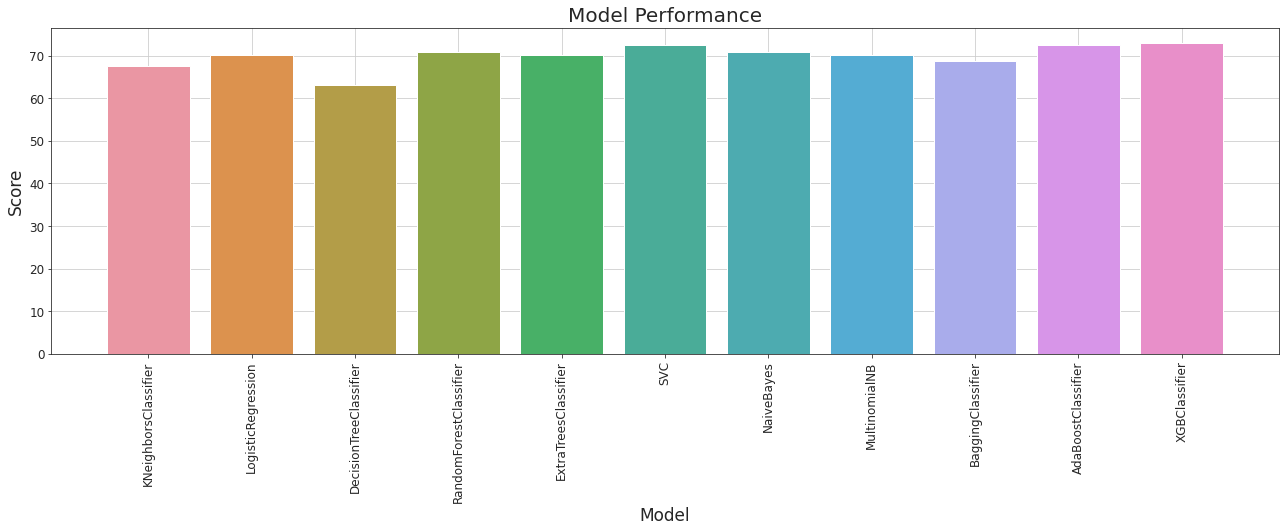 Model Performance
Score
70
60
50
40
30
20
10
0
KNeighborsClassifier
LogisticRegression
DecisionTreeClassifier
RandomForestClassifier
ExtraTreesClassifier
SVC
NaiveBayes
MultinomialNB
BaggingClassifier
AdaBoostClassifier
XGBClassifier
Model